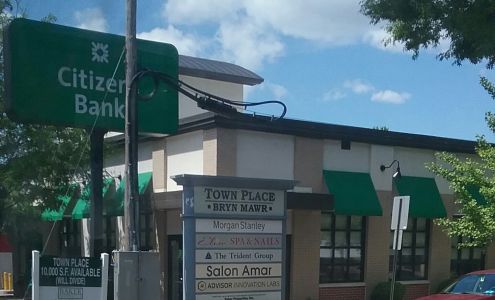 Citizens
Bank
TOWN PLACE
BRYN MAWR
Morgan Stanley
SPA & NAILS
The Trident Group
Salon Amar
ADVISOR INNOVATION LABS
TOWN PLACE
10,000 S.F. AVAILABLE
(WILL DIVIDE)